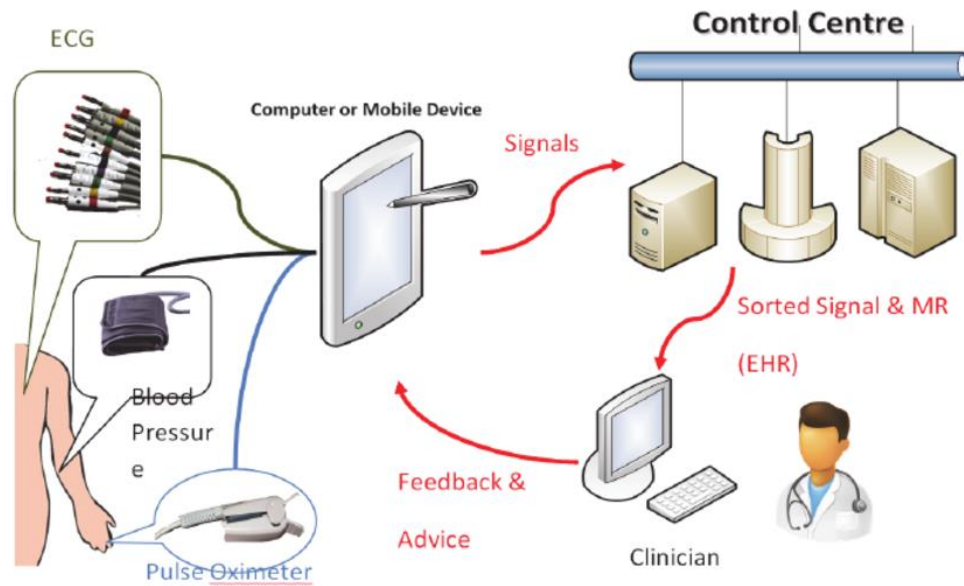 ECG
Control Centre
Computer or Mobile Device
Signals
Sorted Signal & MR
(EHR)
Blood
Pressur
e
Feedback &
Advice
Clinician
Pulse Oximeter